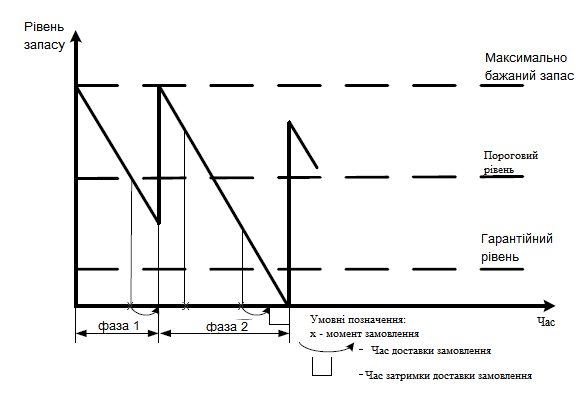 Рівень
запасу
Максимально
бажаний запас
Пороговий
рівень
Гарантійний
рівень
Час
фаза 1
фаза 2
Умовні позначення:
х - момент замовлення
- Час доставки замовлення
- Час затримки доставки замовлення